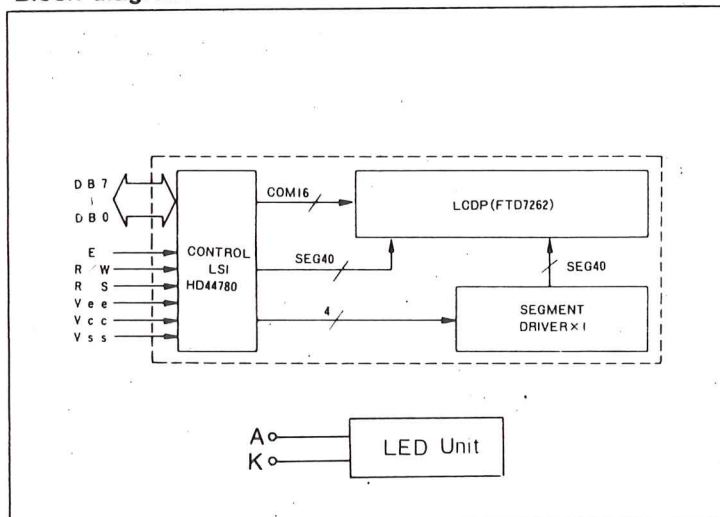 DB7
DB0
E
R/W
RS
Vee
Vcc
Vss
CONTROL
LSI
HD44780
COM16
SEG40
4
LCDP(FTD7262)
SEG40
SEGMENT
DRIVER×1
A
K
LED Unit